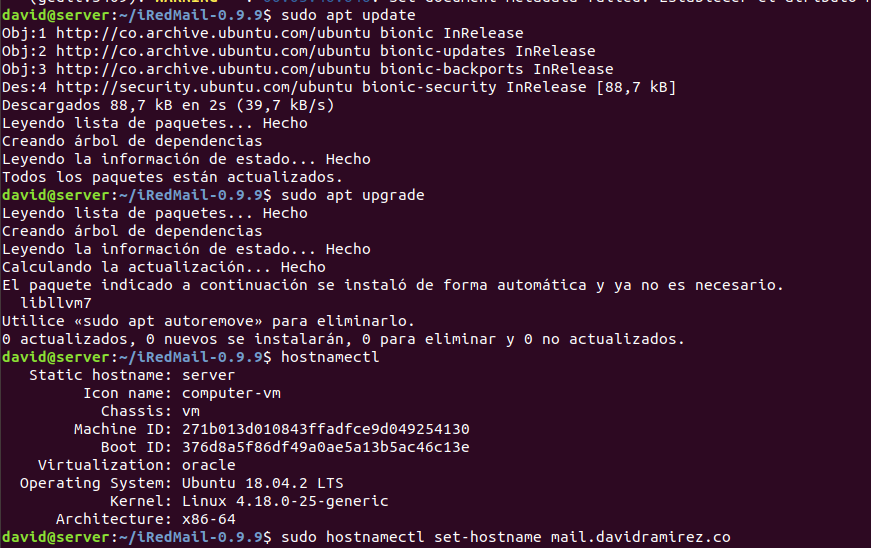 david@server:~/iRedMail-0.9.9$ sudo apt update
Obj:1 http://co.archive.ubuntu.com/ubuntu bionic InRelease
Obj:2 http://co.archive.ubuntu.com/ubuntu bionic-updates InRelease
Obj:3 http://co.archive.ubuntu.com/ubuntu bionic-backports InRelease
Des:4 http://security.ubuntu.com/ubuntu bionic-security InRelease [88,7 kB]
Descargados 88,7 kB en 2s (39,7 kB/s)
Leyendo lista de paquetes... Hecho
Creando árbol de dependencias
Leyendo la información de estado... Hecho
Todos los paquetes están actualizados.
david@server:~/iRedMail-0.9.9$ sudo apt upgrade
Leyendo lista de paquetes... Hecho
Creando árbol de dependencias
Leyendo la información de estado... Hecho
Calculando la actualización... Hecho
El paquete indicado a continuación se instaló de forma automática y ya no es necesario.
  libllvm7
Utilice «sudo apt autoremove» para eliminarlo.
0 actualizados, 0 nuevos se instalarán, 0 para eliminar y 0 no actualizados.
david@server:~/iRedMail-0.9.9$ hostnamectl
   Static hostname: server
         Icon name: computer-vm
           Chassis: vm
        Machine ID: 271b013d010843ffadfce9d049254130
           Boot ID: 376d8a5f86df49a0ae5a13b5ac46c13e
    Virtualization: oracle
  Operating System: Ubuntu 18.04.2 LTS
            Kernel: Linux 4.18.0-25-generic
      Architecture: x86-64
david@server:~/iRedMail-0.9.9$ sudo hostnamectl set-hostname mail.davidramirez.co